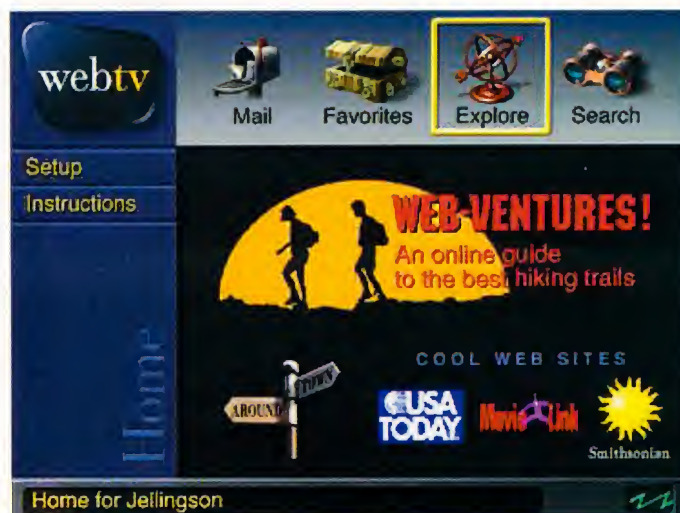 webtv
Mail
Favorites
Explore
Search
Setup
Instructions
Home
WEB-VENTURES!
An online guide
to the best hiking trails
COOL WEB SITES
AROUND
TOWN
USA
TODAY
MovieLink
Smithsonian
Home for Jellingson